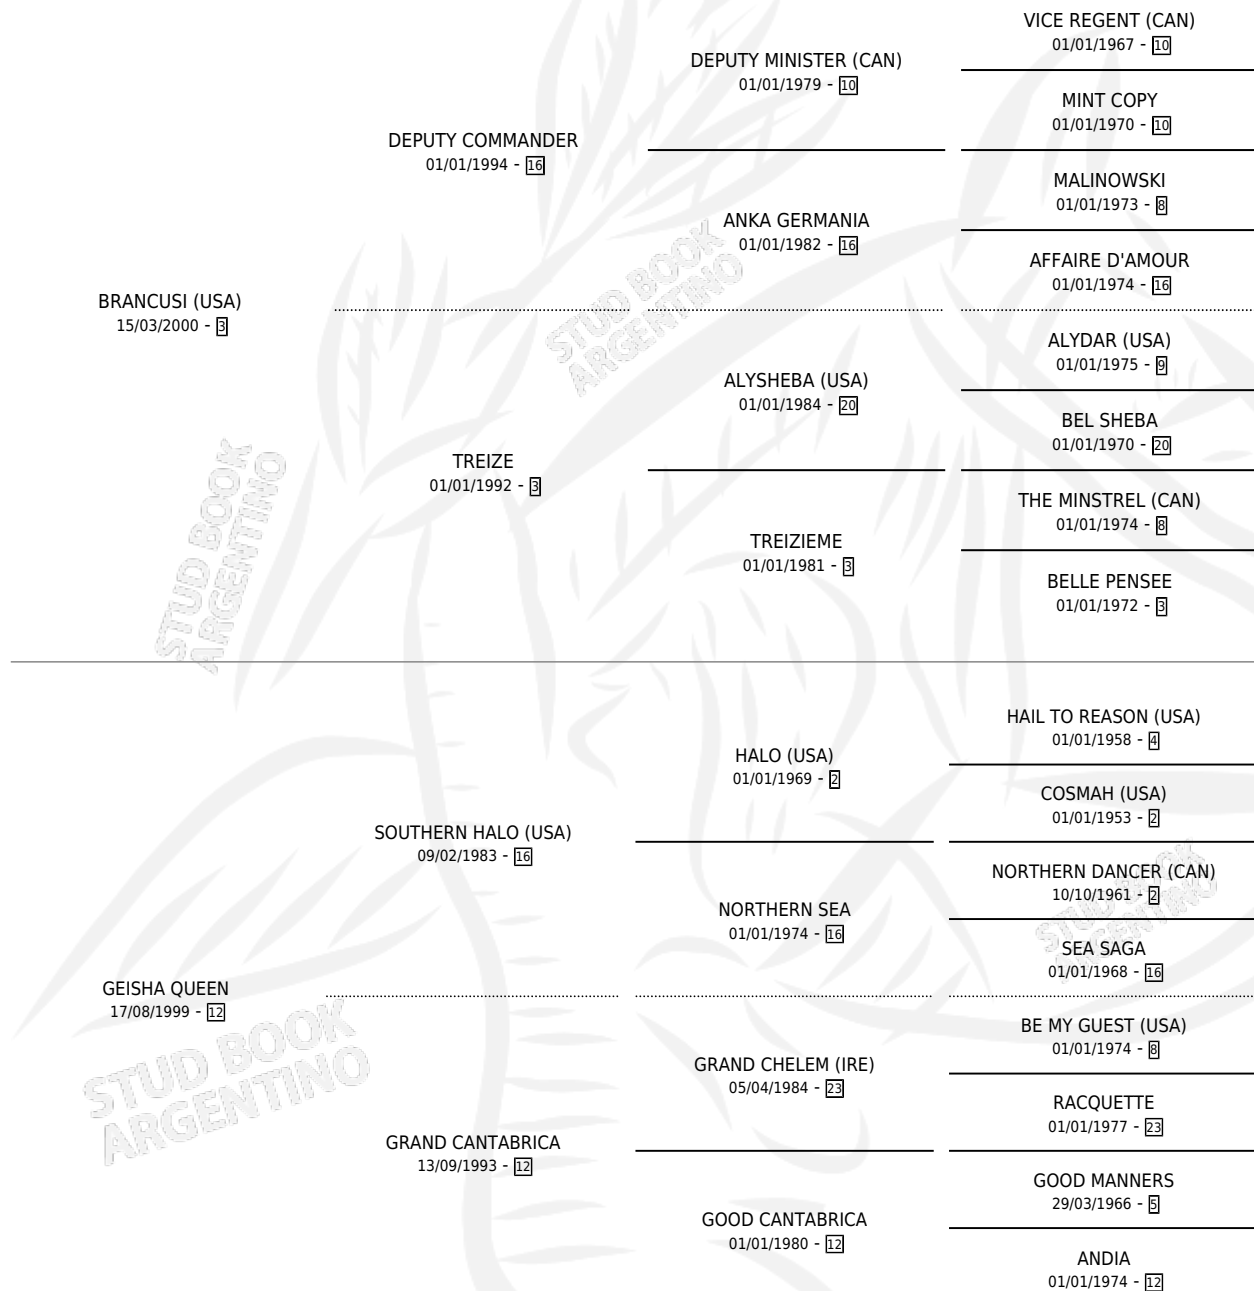 VICE REGENT (CAN)
01/01/1967 - 10
DEPUTY MINISTER (CAN)
01/01/1979 - 10
MINT COPY
01/01/1970 - 10
DEPUTY COMMANDER
01/01/1994 - 16
MALINOWSKI
01/01/1973 - 8
ANKA GERMANIA
01/01/1982 - 16
AFFAIRE D'AMOUR
01/01/1974 - 16
BRANCUSI (USA)
15/03/2000 - 3
STUD BOOK
ARGENTINO
ALYDAR (USA)
01/01/1975 - 9
ALYSHEBA (USA)
01/01/1984 - 20
BEL SHEBA
01/01/1970 - 20
TREIZE
01/01/1992 - 3
THE MINSTREL (CAN)
01/01/1974 - 8
TREIZIEME
01/01/1981 - 3
BELLE PENSEE
01/01/1972 - 3
STUD BOOK
ARGENTINO
HAIL TO REASON (USA)
01/01/1958 - 4
HALO (USA)
01/01/1969 - 2
COSMAH (USA)
01/01/1953 - 2
SOUTHERN HALO (USA)
09/02/1983 - 16
NORTHERN DANCER (CAN)
10/10/1961 - 2
NORTHERN SEA
01/01/1974 - 16
STUD BOOK
ARGENTINO
SEA SAGA
01/01/1968 - 16
GEISHA QUEEN
17/08/1999 - 12
STUD BOOK
ARGENTINO
BE MY GUEST (USA)
01/01/1974 - 8
GRAND CHELEM (IRE)
05/04/1984 - 23
RACQUETTE
01/01/1977 - 23
GRAND CANTABRICA
13/09/1993 - 12
GOOD MANNERS
29/03/1966 - 5
GOOD CANTABRICA
01/01/1980 - 12
ANDIA
01/01/1974 - 12